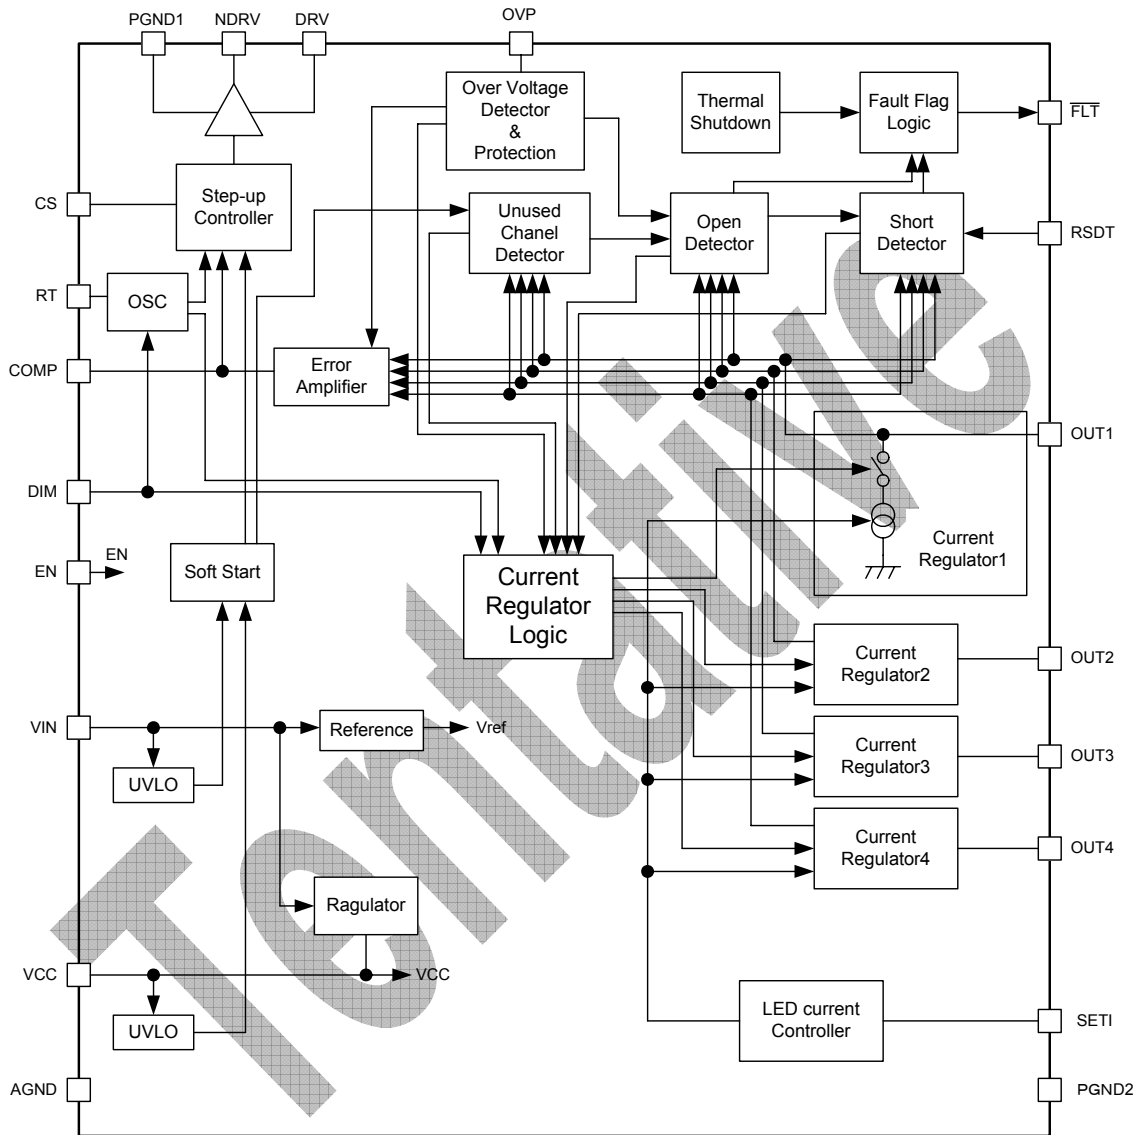 PGND1
NDRV
DRV
OVP
Over Voltage
Detector
&
Protection
Thermal
Shutdown
Fault Flag
Logic
FLT
CS
Step-up
Controller
Unused
Chanel
Detector
Open
Detector
Short
Detector
RSDT
RT
OSC
COMP
Error
Amplifier
OUT1
DIM
Current
Regulator1
EN
EN
Soft Start
Current
Regulator
Logic
Current
Regulator2
OUT2
VIN
Reference
Vref
UVLO
Current
Regulator3
OUT3
Current
Regulator4
OUT4
Ragulator
VCC
VCC
UVLO
LED current
Controller
SETI
AGND
PGND2
Tentative